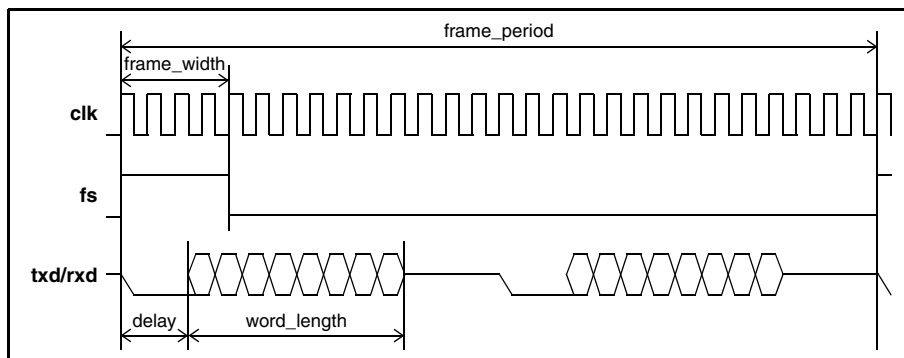 frame_period
frame_width
clk
fs
txd/rxd
delay
word_length